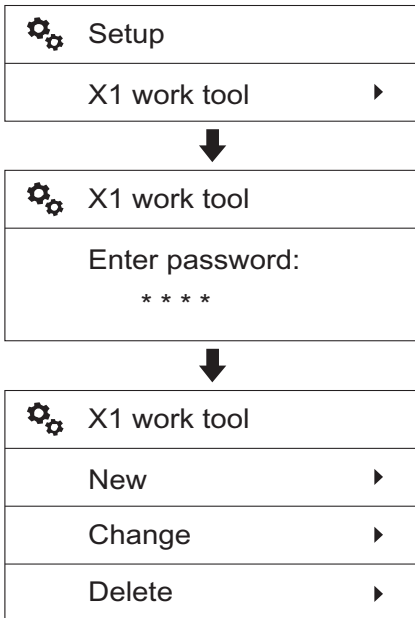 Setup
X1 work tool
X1 work tool
Enter password:
* * * *
X1 work tool
New
Change
Delete